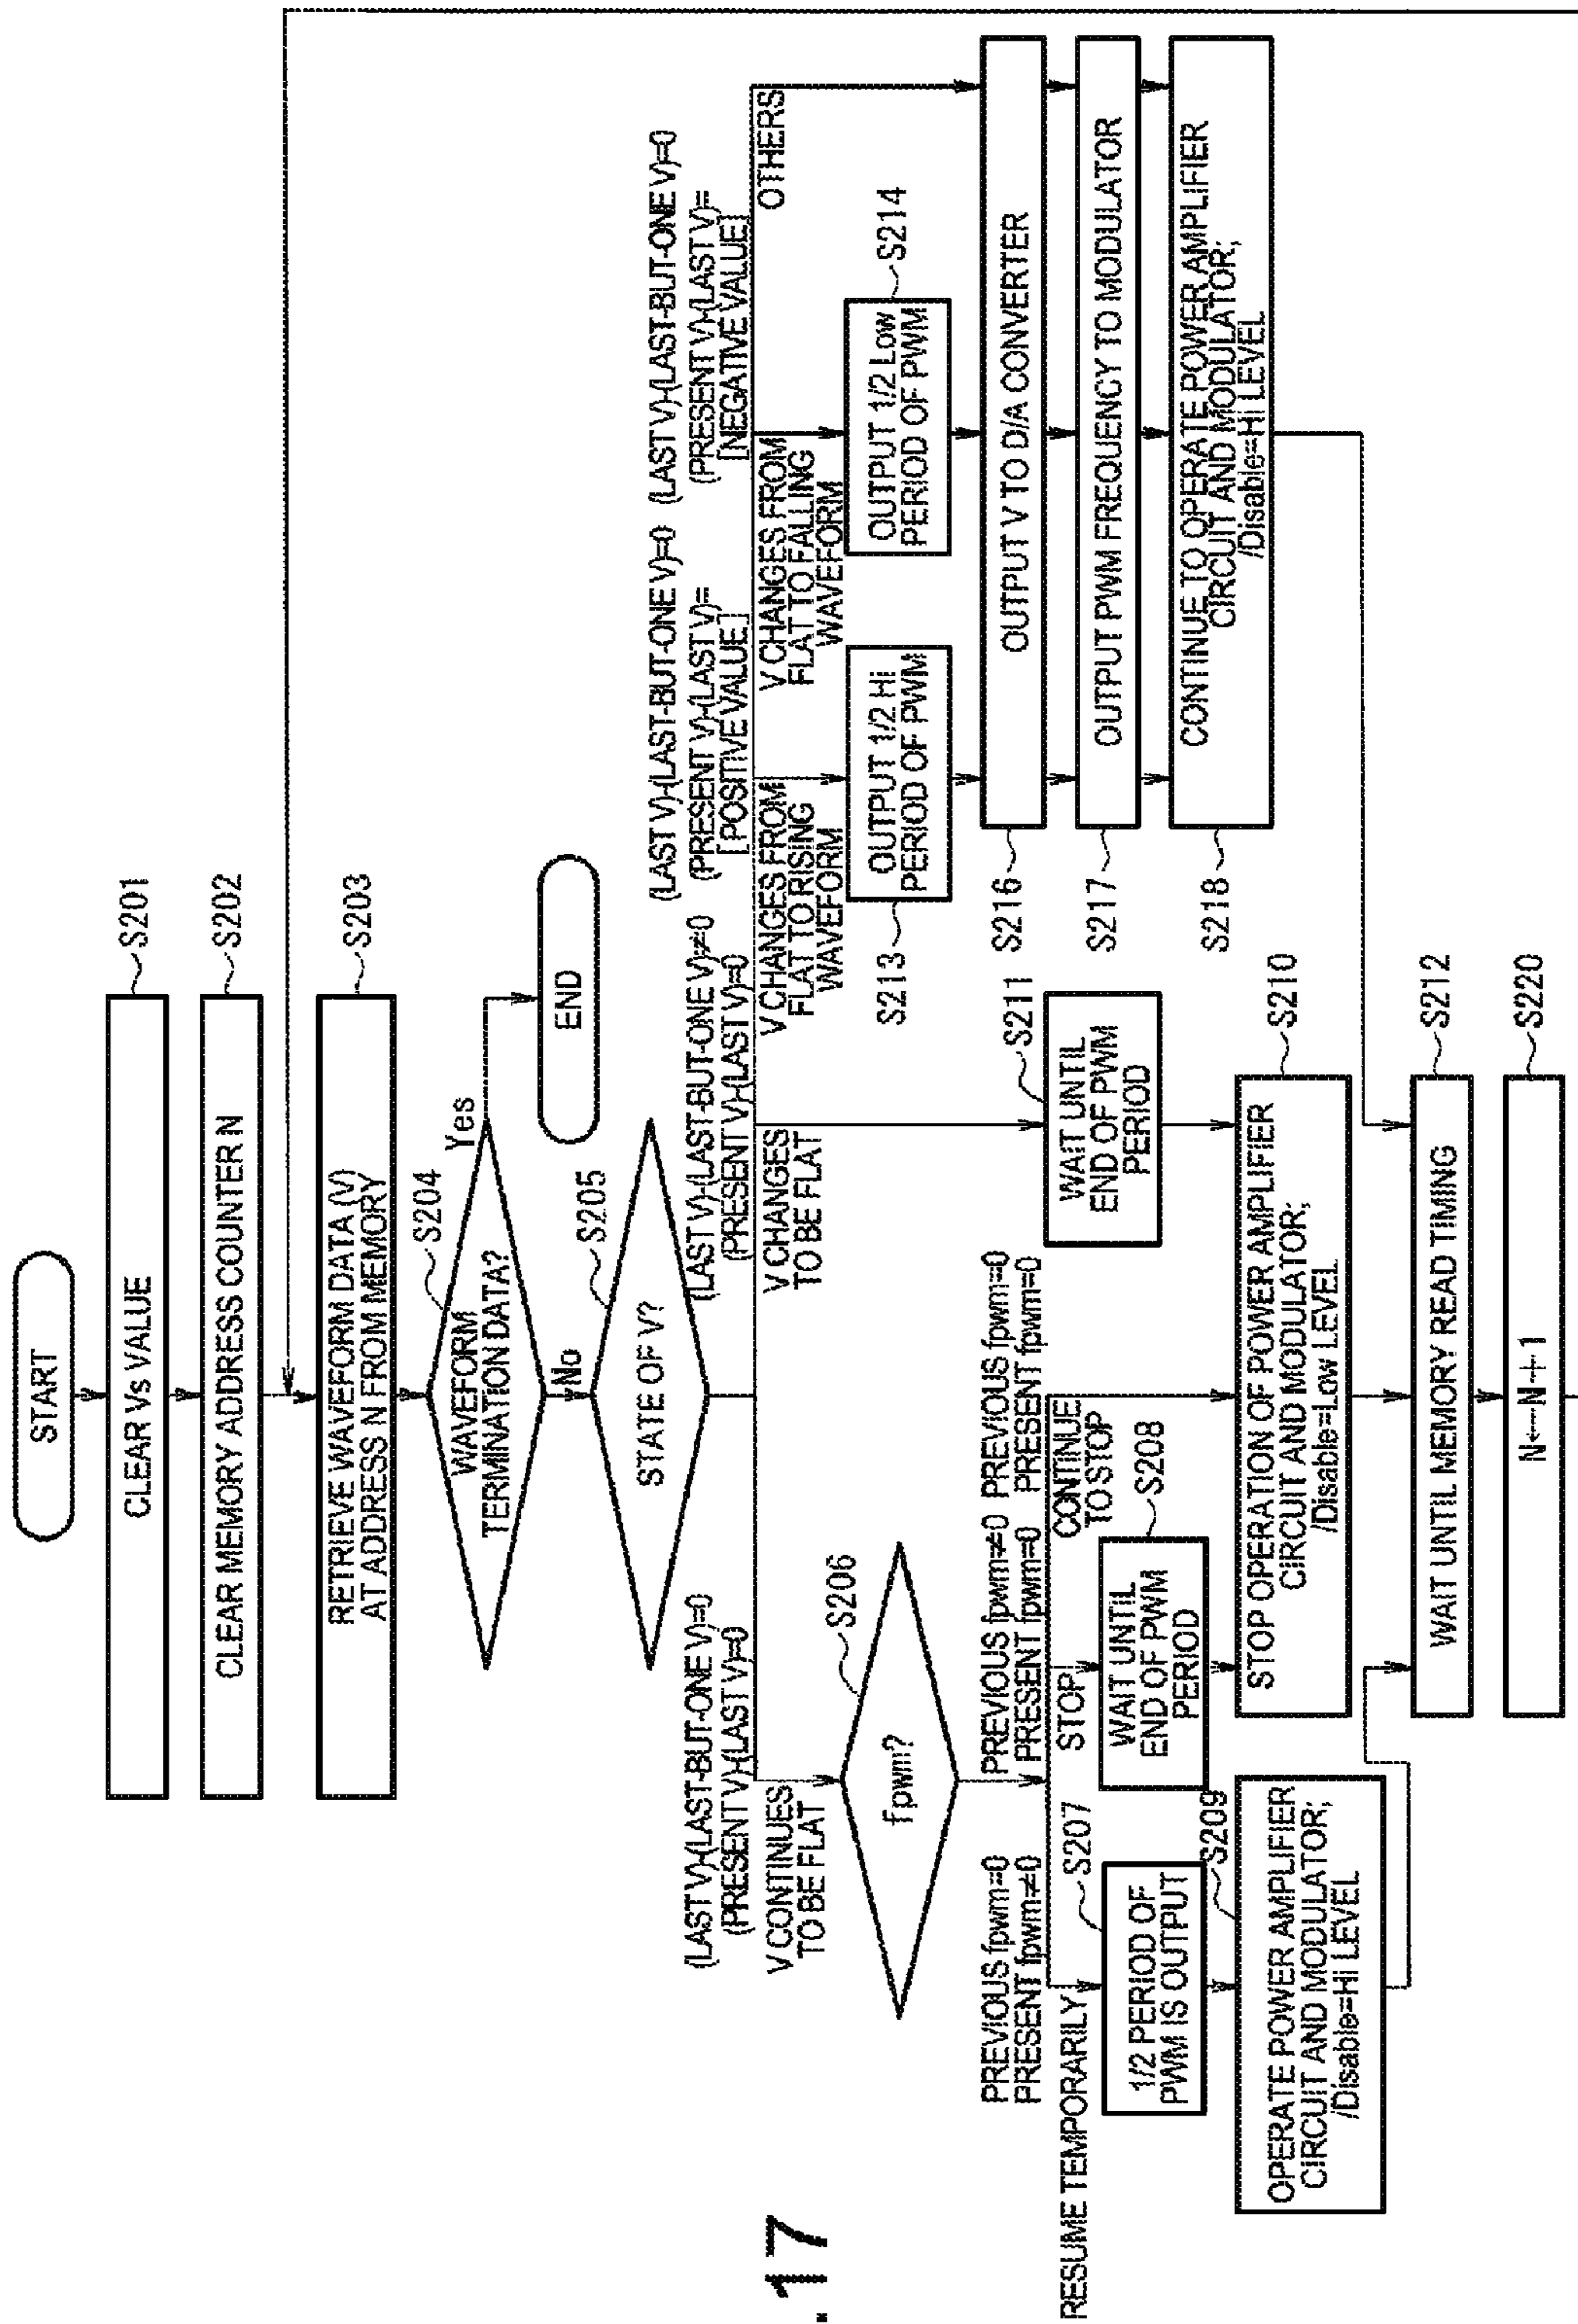 .17
START
CLEAR Vs VALUE
S201
CLEAR MEMORY ADDRESS COUNTER N
S202
RETRIEVE WAVEFORM DATA (V)
AT ADDRESS N FROM MEMORY
S203
WAVEFORM
TERMINATION DATA?
S204
Yes
No
END
STATE OF V?
S205
(LAST V)-(LAST-BUT-ONE V)=0
(PRESENT V)-(LAST V)=0
V CONTINUES
TO BE FLAT
(LAST V)-(LAST-BUT-ONE V)≠0
(PRESENT V)-(LAST V)=0
V CHANGES
TO BE FLAT
(LAST V)-(LAST-BUT-ONE V)=0
(PRESENT V)-(LAST V)=
[POSITIVE VALUE]
V CHANGES FROM
FLAT TO RISING
WAVEFORM
(LAST V)-(LAST-BUT-ONE V)=0
(PRESENT V)-(LAST V)=
[NEGATIVE VALUE]
V CHANGES FROM
FLAT TO FALLING
WAVEFORM
OTHERS
fpwm?
S206
PREVIOUS fpwm=0
PRESENT fpwm≠0
RESUME TEMPORARILY
PREVIOUS fpwm≠0
PRESENT fpwm=0
STOP
PREVIOUS fpwm=0
PRESENT fpwm=0
CONTINUE
TO STOP
1/2 PERIOD OF
PWM IS OUTPUT
S207
WAIT UNTIL
END OF PWM
PERIOD
S208
WAIT UNTIL
END OF PWM
PERIOD
S211
OUTPUT 1/2 Hi
PERIOD OF PWM
S213
OUTPUT 1/2 Low
PERIOD OF PWM
S214
OUTPUT V TO D/A CONVERTER
S216
OUTPUT PWM FREQUENCY TO MODULATOR
S217
CONTINUE TO OPERATE POWER AMPLIFIER
CIRCUIT AND MODULATOR;
/Disable=Hi LEVEL
S218
OPERATE POWER AMPLIFIER
CIRCUIT AND MODULATOR;
/Disable=Hi LEVEL
S209
STOP OPERATION OF POWER AMPLIFIER
CIRCUIT AND MODULATOR;
/Disable=Low LEVEL
S210
WAIT UNTIL MEMORY READ TIMING
S212
N←N+1
S220